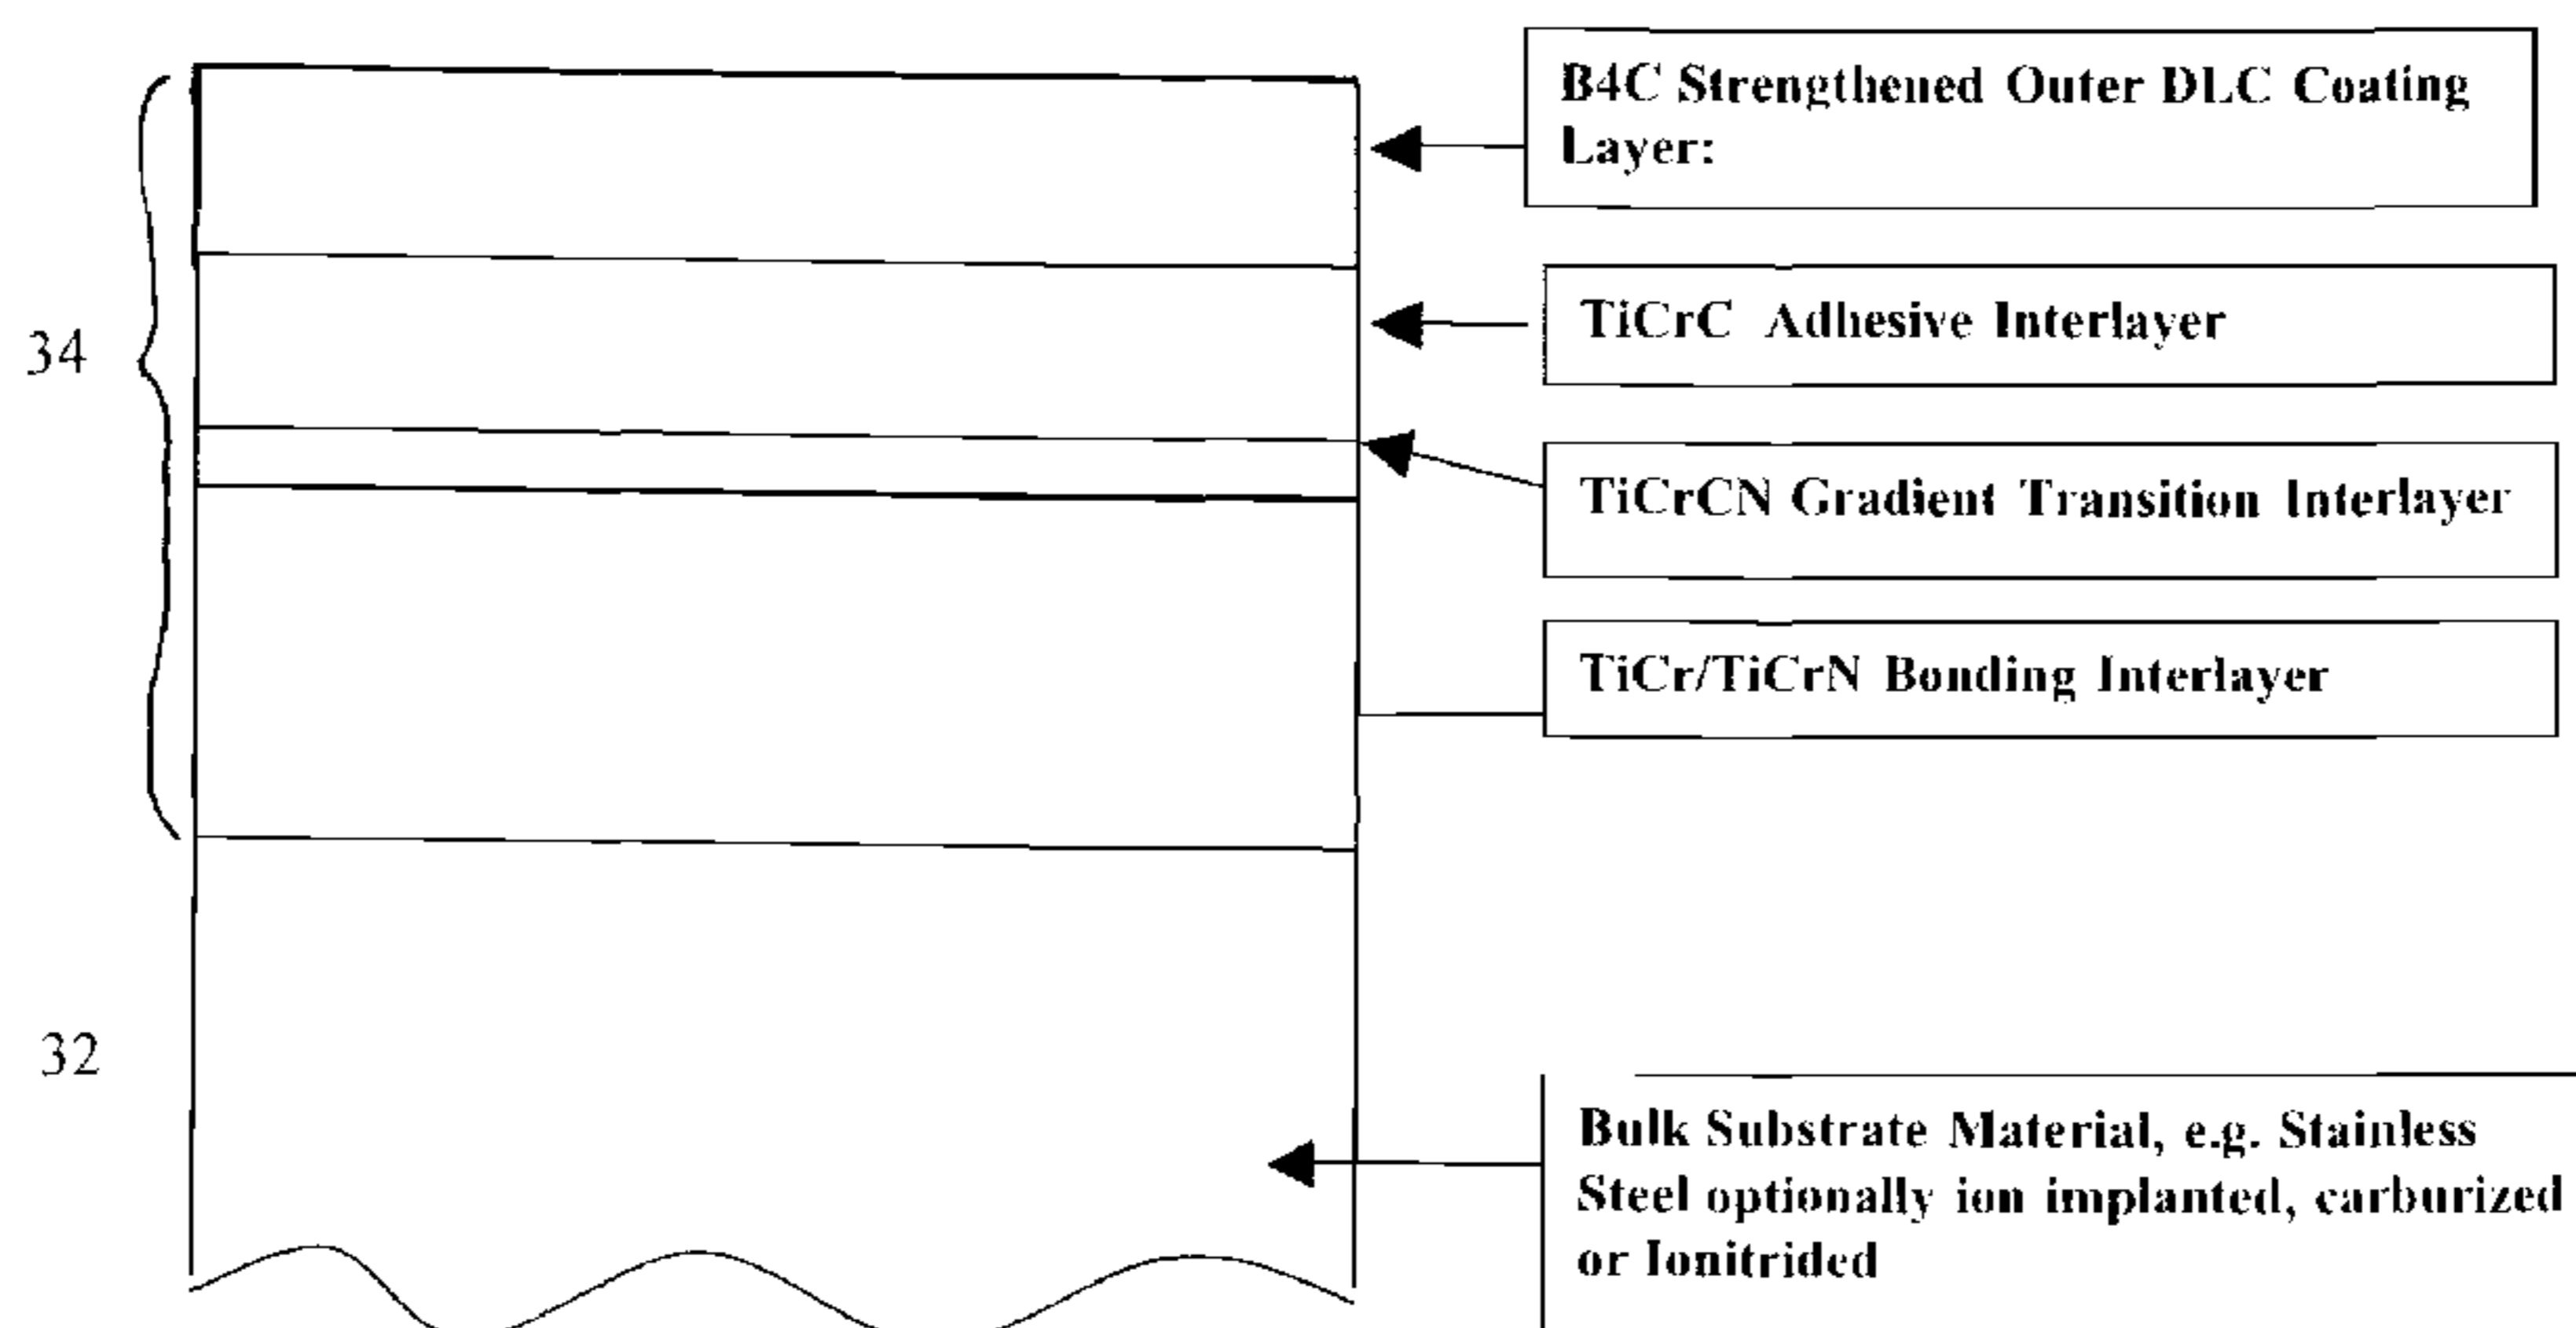 B4C Strengthened Outer DLC Coating
Layer:
34
TiCrC Adhesive Interlayer
TiCrCN Gradient Transition Interlayer
TiCr/TiCrN Bonding Interlayer
32
Bulk Substrate Material, e.g. Stainless
Steel optionally ion implanted, carburized
or Ionitrided